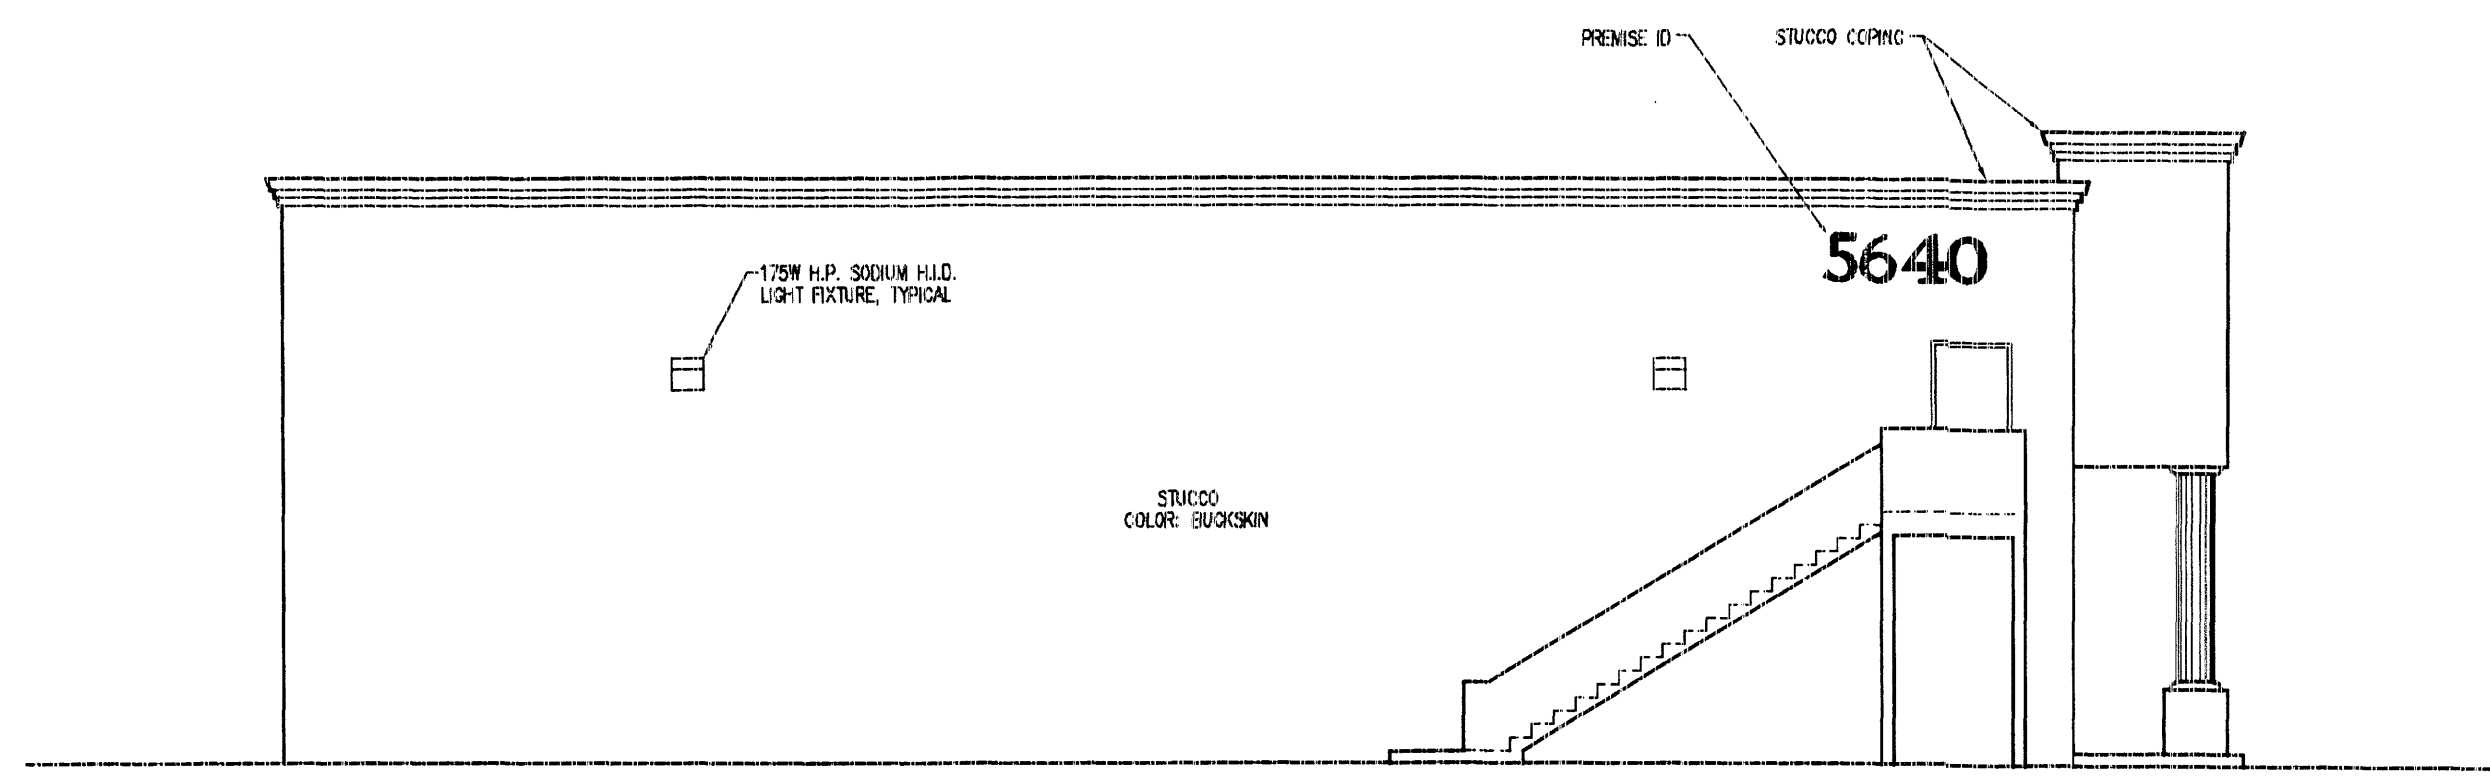 PREMISE ID
STUCCO COPING
5640
175W H.P. SODIUM H.I.D.
LIGHT FIXTURE, TYPICAL
STUCCO
COLOR: BUCKSKIN